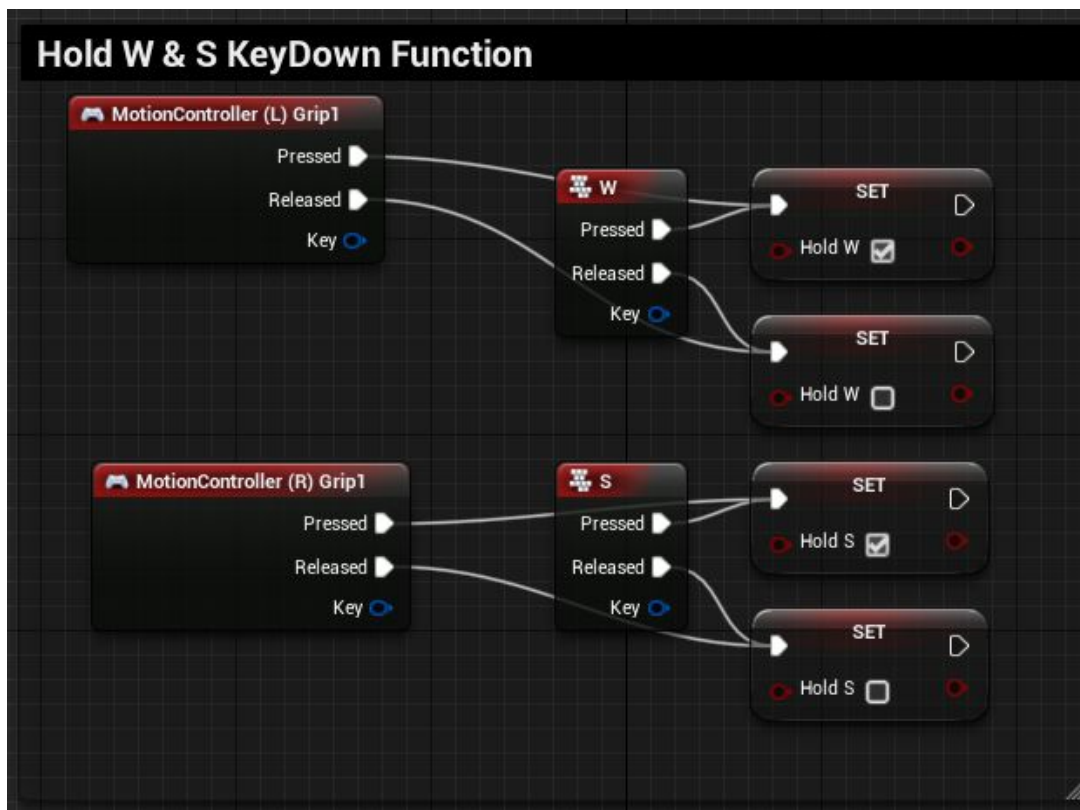 Hold W & S KeyDown Function
MotionController (L) Grip1
Pressed
Released
Key
W
Pressed
Released
Key
SET
Hold W
SET
Hold W
MotionController (R) Grip1
Pressed
Released
Key
S
Pressed
Released
Key
SET
Hold S
SET
Hold S